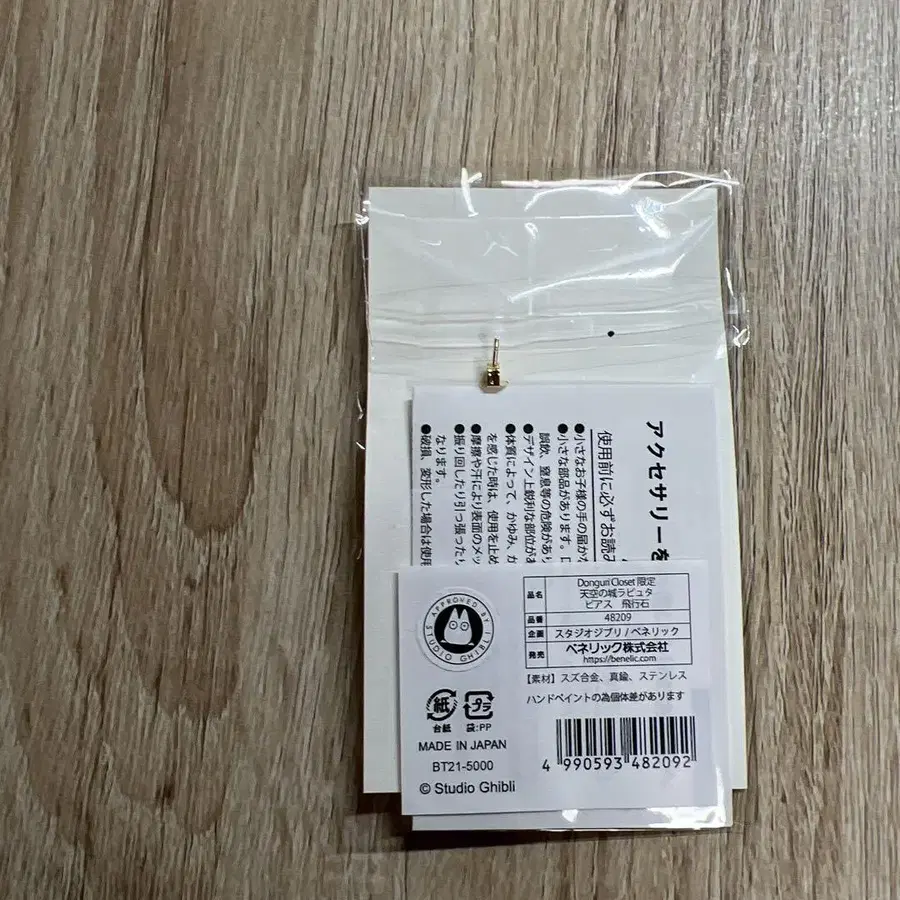 アクセサリーを
使用前に必ずお読み
●小さなお子様の手の届かな
●小さな部品があります。
誤飲、窒息等の危険があり
●デザイン上鋭利な部位があ
●体質によって、かゆみ、か
を感じた時は、使用を止め
●摩擦や汗により表面のメッ
●振り回したり引っ張ったり
なります。
●破損、変形した場合は使用
APPROVED BY
STUDIO GHIBLI
品名 Donguri Closet 限定
天空の城ラピュタ
ピアス 飛行石
品番 48209
企画 スタジオジブリ / ベネリック
発売 ベネリック株式会社
https://benelic.com
【素材】スズ合金、真鍮、ステンレス
ハンドペイントの為個体差があります
紙 プラ
台紙 袋:PP
MADE IN JAPAN
BT21-5000
© Studio Ghibli
4 990593 482092